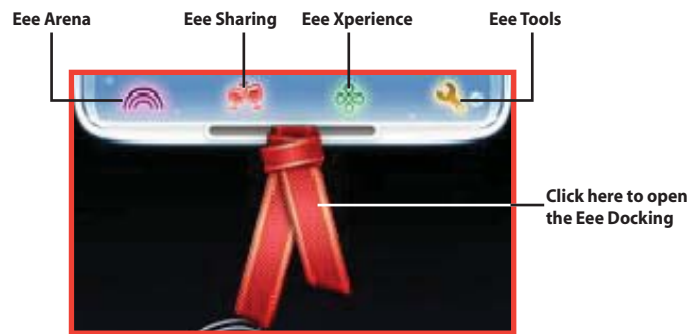 Eee Arena
Eee Sharing
Eee Xperience
Eee Tools
Click here to open
the Eee Docking